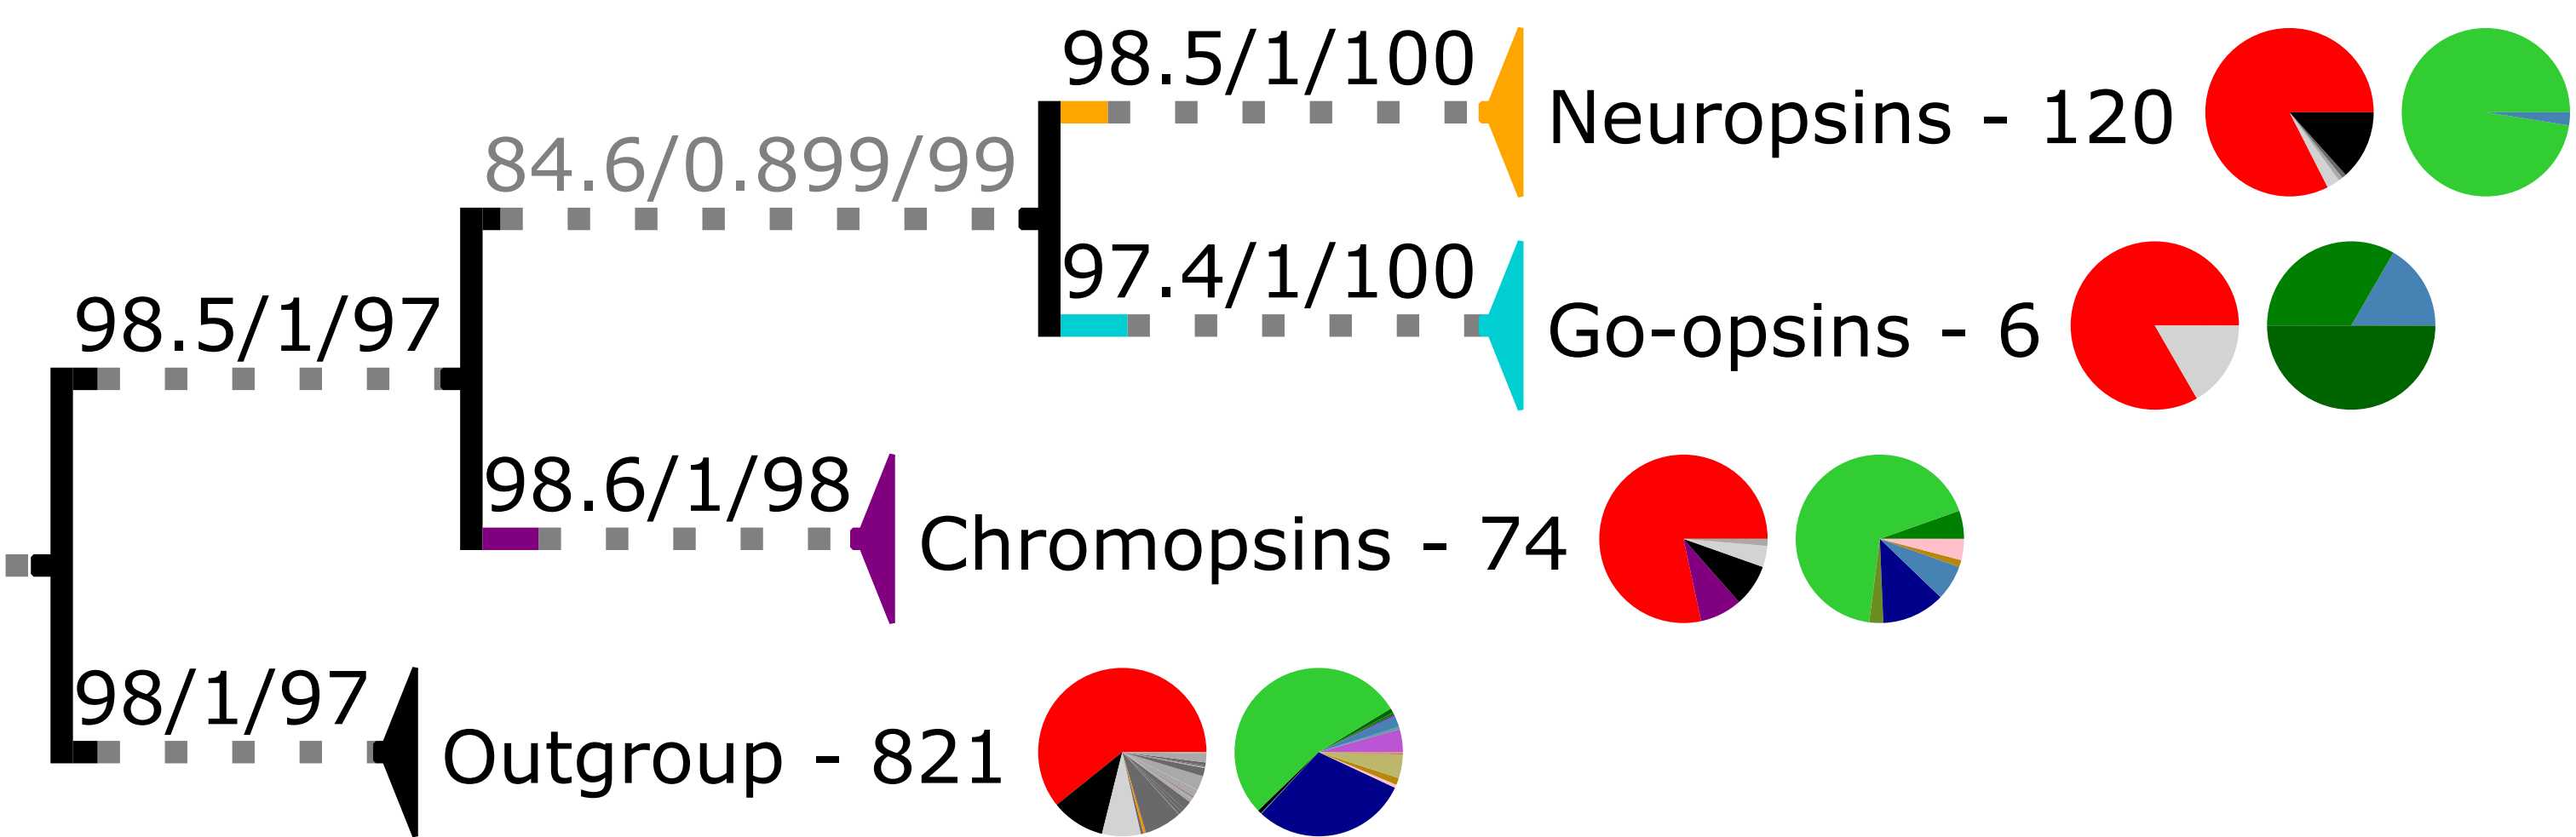 98.5/1/100
Neuropsins - 120
84.6/0.899/99
97.4/1/100
Go-opsins - 6
98.5/1/97
98.6/1/98
Chromopsins - 74
98/1/97
Outgroup - 821